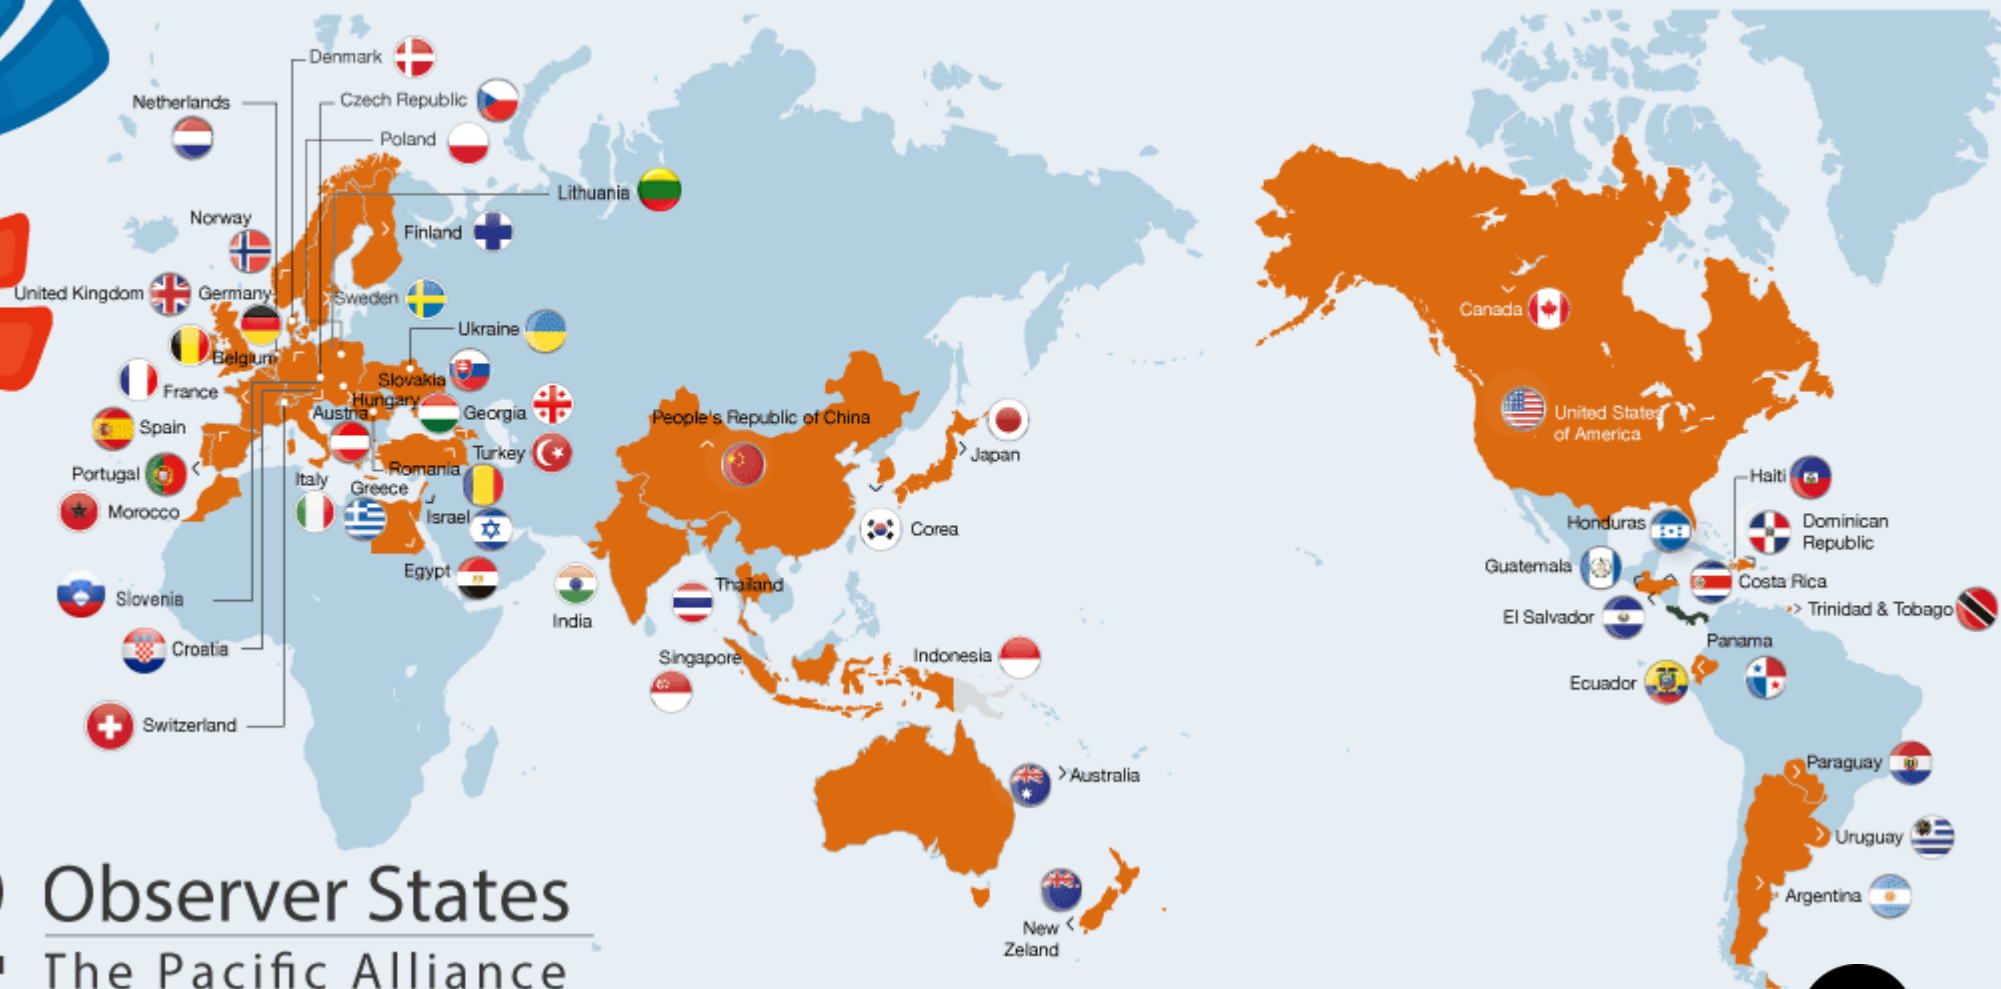 Denmark
Netherlands
Czech Republic
Poland
Lithuania
Norway
Finland
United Kingdom
Germany
Sweden
Ukraine
Belgium
Slovakia
France
Hungary
Austria
Georgia
Spain
Turkey
Portugal
Romania
Italy
Greece
Morocco
Israel
Egypt
Slovenia
Croatia
Switzerland
People's Republic of China
Japan
Corea
India
Thailand
Singapore
Indonesia
Australia
New
Zeland
Canada
United States
of America
Haiti
Honduras
Dominican
Republic
Guatemala
Costa Rica
El Salvador
Trinidad & Tobago
Panama
Ecuador
Paraguay
Uruguay
Argentina
Observer States
The Pacific Alliance